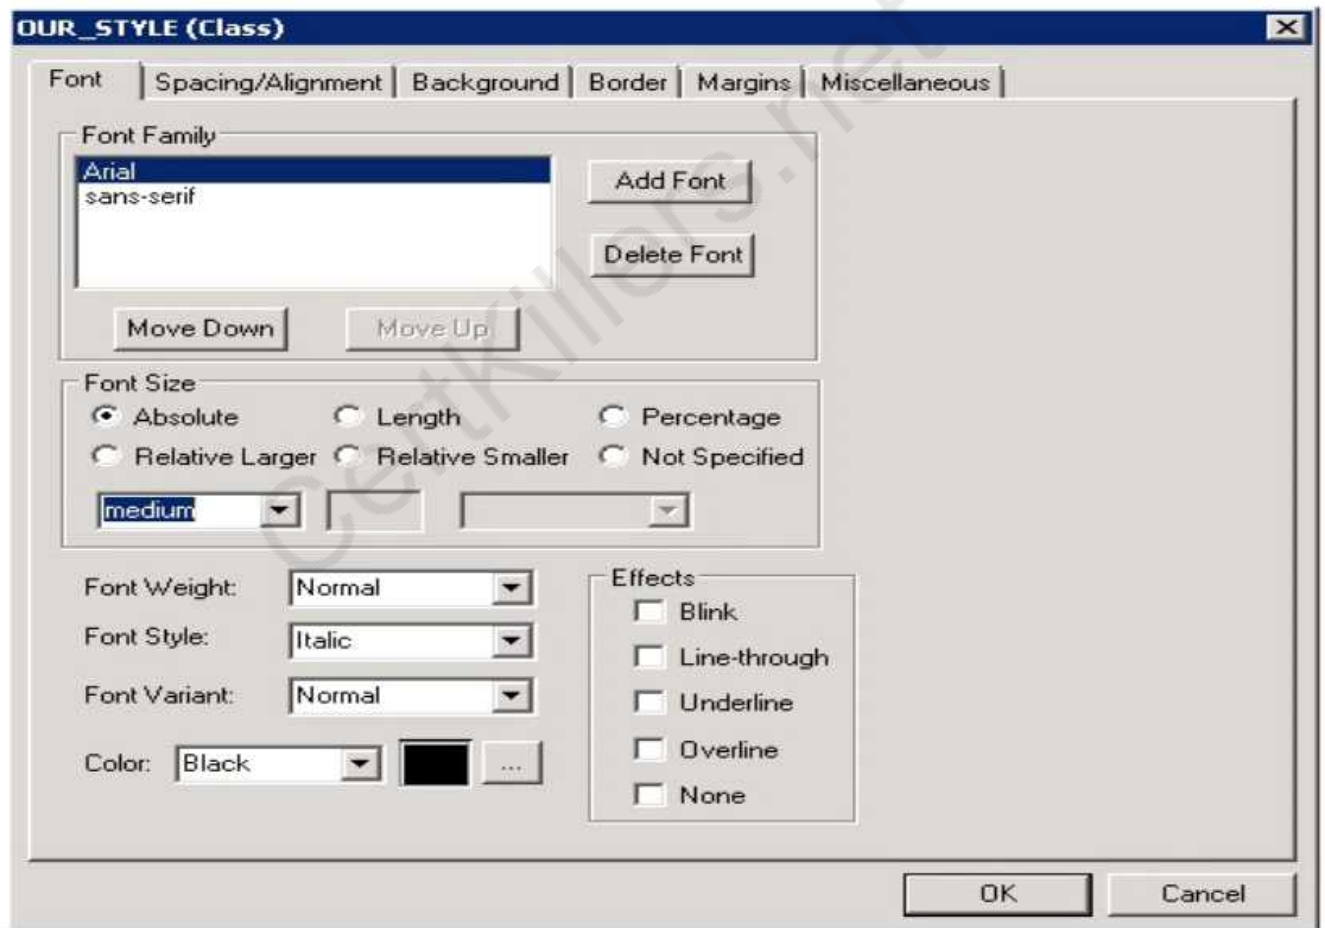 OUR_STYLE (Class)
Font Spacing/Alignment Background Border Margins Miscellaneous
Font Family
Arial
sans-serif
Add Font
Delete Font
Move Down Move Up
Font Size
Absolute Length Percentage
Relative Larger Relative Smaller Not Specified
medium
Font Weight: Normal
Font Style: Italic
Font Variant: Normal
Color: Black ...
Effects
Blink
Line-through
Underline
Overline
None
OK Cancel
CertKillers.net